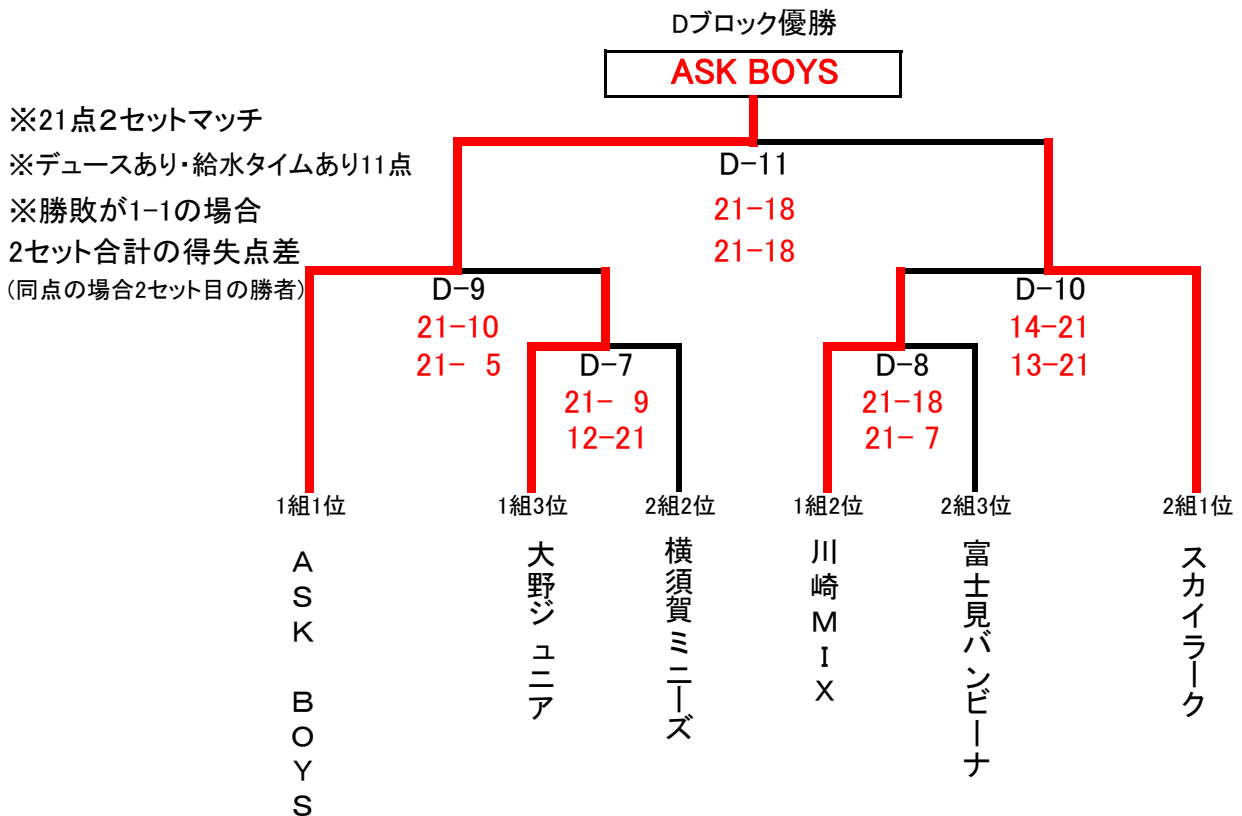 Dブロック優勝
ASK BOYS
※21点2セットマッチ
※デュースあり・給水タイムあり11点
※勝敗が1-1の場合
2セット合計の得失点差
(同点の場合2セット目の勝者)
D-11
21-18
21-18
D-9
21-10
21- 5
D-10
14-21
13-21
D-7
21- 9
12-21
D-8
21-18
21- 7
1組1位
1組3位
2組2位
1組2位
2組3位
2組1位
ASK BOYS
大野ジュニア
横須賀ミニーズ
川崎MIX
富士見バンビーナ
スカイラーク